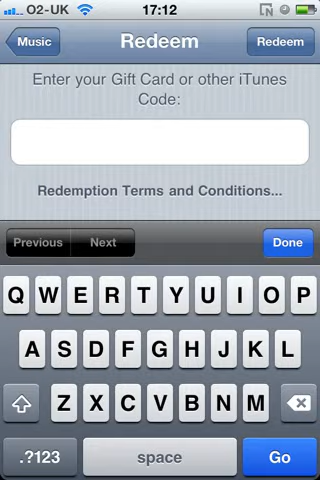 O2-UK 17:12
Music Redeem Redeem
Enter your Gift Card or other iTunes
Code:
Redemption Terms and Conditions...
Previous Next Done
Q W E R T Y U I O P
A S D F G H J K L
Z X C V B N M
.?123 space Go